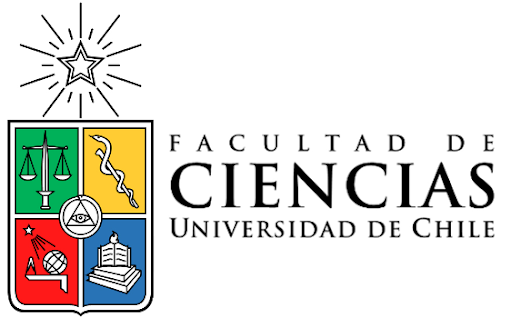 FACULTAD DE
CIENCIAS
UNIVERSIDAD DE CHILE